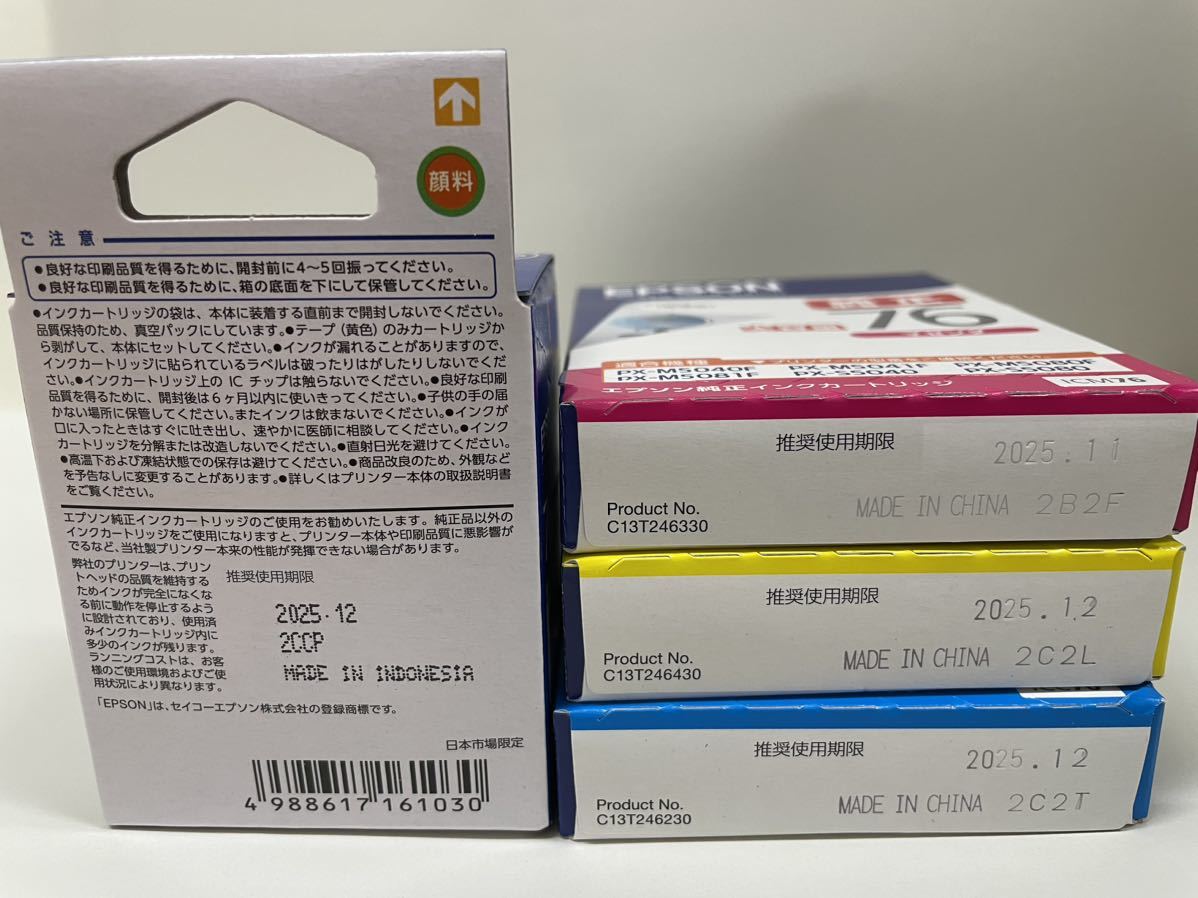 顔料
ご注意
●良好な印刷品質を得るために、開封前に4〜5回振ってください。
●良好な印刷品質を得るために、箱の底面を下にして保管してください。
●インクカートリッジの袋は、本体に装着する直前まで開封しないでください。
品質保持のため、真空パックにしています。●テープ（黄色）のみカートリッジか
ら剥がして、本体にセットしてください。●インクが漏れることがありますので、
インクカートリッジに貼られているラベルは破ったりはがしたりしないでくださ
い。●インクカートリッジ上の IC チップは触らないでください。●良好な印刷
品質を得るために、開封後は6ヶ月以内に使いきってください。●子供の手の届
かない場所に保管してください。またインクは飲まないでください。●インクが
口に入ったときはすぐに吐き出し、速やかに医師に相談してください。●インク
カートリッジを分解または改造しないでください。●直射日光を避けてください。
●高温下および凍結状態での保存は避けてください。●商品改良のため、外観など
を予告なしに変更することがあります。●詳しくはプリンター本体の取扱説明書
をご覧ください。
エプソン純正インクカートリッジのご使用をお勧めいたします。純正品以外の
インクカートリッジをご使用になりますと、プリンター本体や印刷品質に悪影響が
でるなど、当社製プリンター本来の性能が発揮できない場合があります。
弊社のプリンターは、プリン
トヘッドの品質を維持する
ためインクが完全になくな
る前に動作を停止するよう
に設計されており、使用済
みインクカートリッジ内に
多少のインクが残ります。
ランニングコストは、お客
様のご使用環境およびご使
用状況により異なります。
推奨使用期限
2025.12
2CCP
MADE IN INDONESIA
「EPSON」は、セイコーエプソン株式会社の登録商標です。
日本市場限定
4 988617 161030
EPSON
76
適合機種
PX-M5040F PX-M5041F PX-M5080F
PX-M5081F PX-S5040 PX-S5080
エプソン純正インクカートリッジ
ICM76
推奨使用期限
2025.11
Product No.
C13T246330
MADE IN CHINA 2B2F
推奨使用期限
2025.12
Product No.
C13T246430
MADE IN CHINA 2C2L
推奨使用期限
2025.12
Product No.
C13T246230
MADE IN CHINA 2C2T